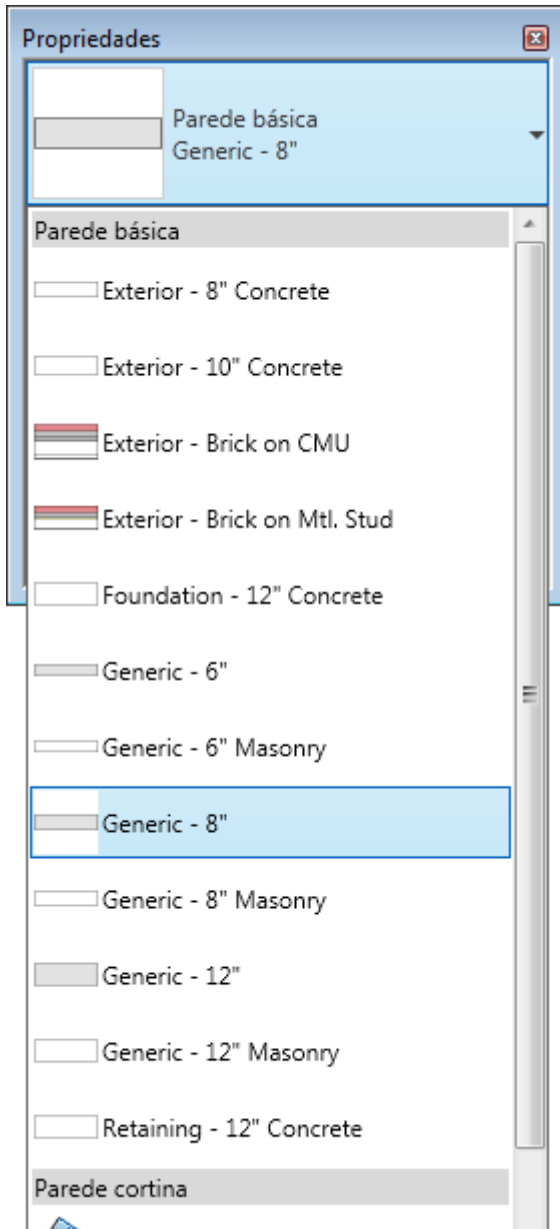 Propriedades
Parede básica
Generic - 8"
Parede básica
Exterior - 8" Concrete
Exterior - 10" Concrete
Exterior - Brick on CMU
Exterior - Brick on Mtl. Stud
Foundation - 12" Concrete
Generic - 6"
Generic - 6" Masonry
Generic - 8"
Generic - 8" Masonry
Generic - 12"
Generic - 12" Masonry
Retaining - 12" Concrete
Parede cortina